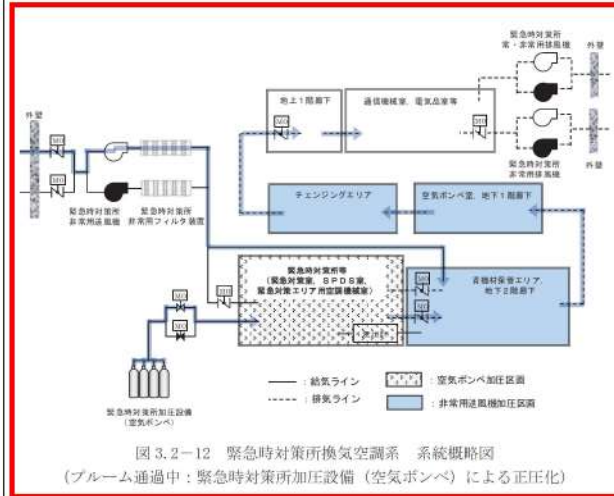 緊急時対策所
常・非常用排風機
外壁
地上1階廊下
通信機械室、電気品室等
外壁
MO
MO
MO
MO
緊急時対策所
非常用送風機
緊急時対策所
非常用フィルタ装置
緊急時対策所
非常用排風機
外壁
チェンジングエリア
空気ボンベ室、地下1階廊下
緊急時対策所等
(緊急対策室、SPDS室、
緊急対策エリア用空調機械室)
資機材保管エリア、
地下2階廊下
MO
MO
MO
MO
MO
緊急時対策所加圧設備
(空気ボンベ)
:給気ライン
:排気ライン
:空気ボンベ加圧区画
:非常用送風機加圧区画
図3.2-12 緊急時対策所換気空調系 系統概略図
(プルーム通過中:緊急時対策所加圧設備(空気ボンベ)による正圧化)